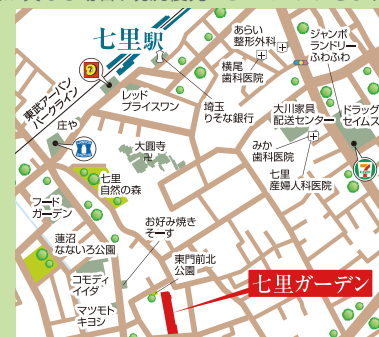 七里駅
あらい
整形外科
ジャンボ
ランドリー
ふわふわ
横尾
歯科医院
東武アーバン
パークライン
レッド
プライスワン
埼玉
りそな銀行
大川家具
配送センター
ドラッグ
セイムス
庄や
大圓寺
みか
歯科医院
七里
自然の森
七里
産婦人科医院
フード
ガーデン
お好み焼き
そーす
蓮沼
なないろ公園
東門前北
公園
コモディ
イイダ
七里ガーデン
マツモト
キヨシ